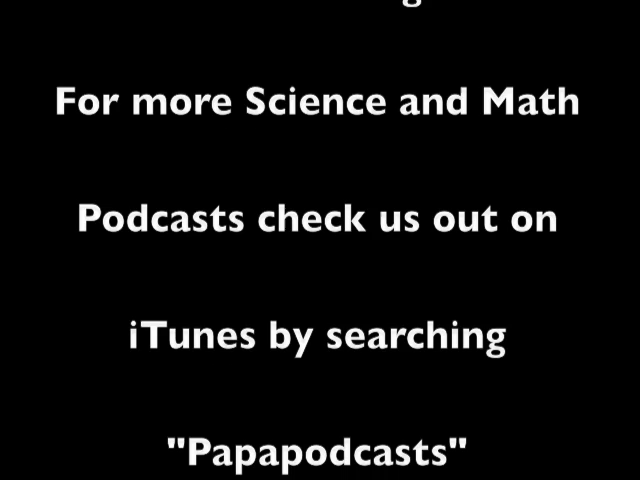 For more Science and Math
Podcasts check us out on
iTunes by searching
"Papapodcasts"